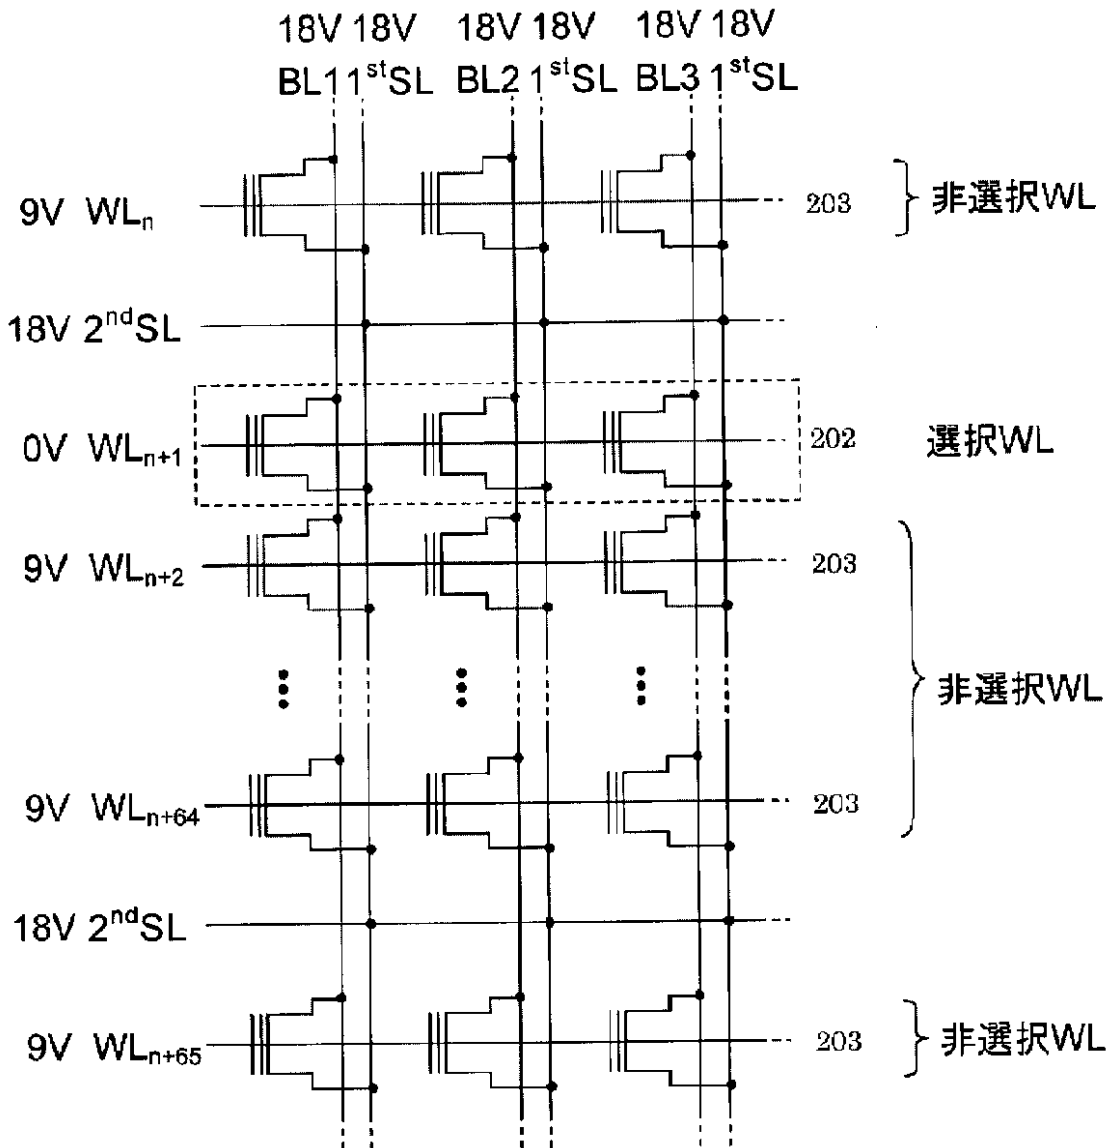 18V 18V 18V 18V 18V 18V
BL1 1stSL BL2 1stSL BL3 1stSL
9V WLn 203 非選択WL
18V 2ndSL
0V WLn+1 202 選択WL
9V WLn+2 203
非選択WL
9V WLn+64 203
18V 2ndSL
9V WLn+65 203 非選択WL